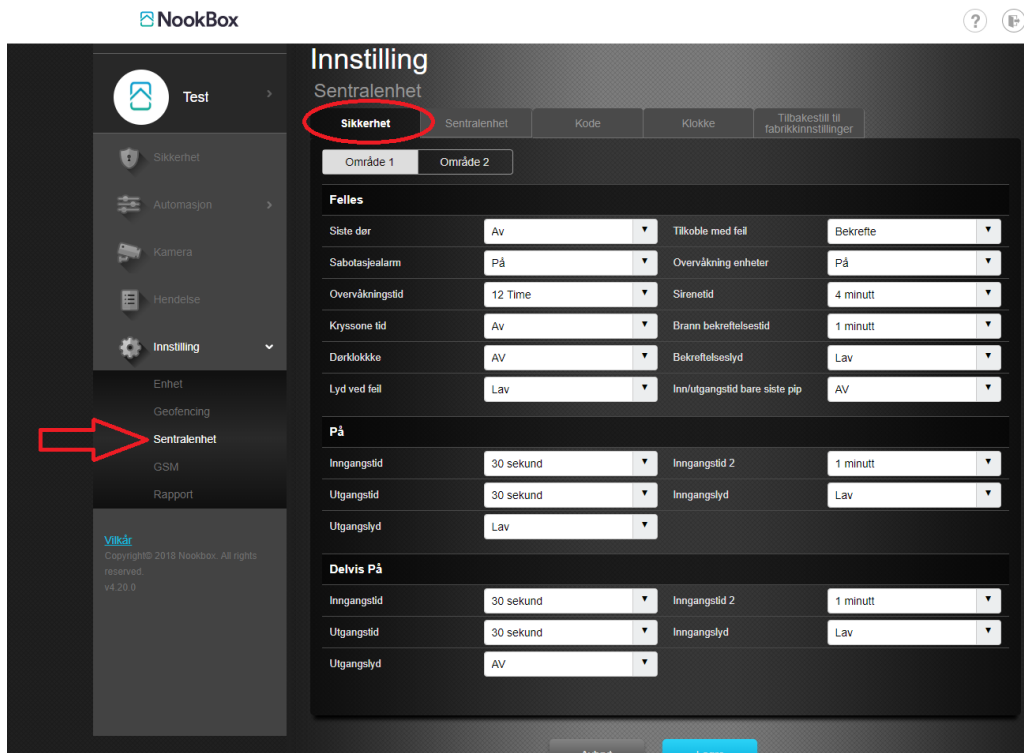 NookBox
?
Test
Sikkerhet
Automasjon
Kamera
Hendelse
Innstilling
Enhet
Geofencing
Sentralenhet
GSM
Rapport
Vilkår
Copyright© 2018 Nookbox. All rights
reserved.
v4.20.0
Innstilling
Sentralenhet
Sikkerhet Sentralenhet Kode Klokke Tilbakestill til
fabrikkinnstillinger
Område 1 Område 2
Felles
Siste dør Av Tilkoble med feil Bekrefte
Sabotasjealarm På Overvåkning enheter På
Overvåkningstid 12 Time Sirenetid 4 minutt
Kryssone tid Av Brann bekreftelsestid 1 minutt
Dørklokkke AV Bekreftelseslyd Lav
Lyd ved feil Lav Inn/utgangstid bare siste pip AV
På
Inngangstid 30 sekund Inngangstid 2 1 minutt
Utgangstid 30 sekund Inngangslyd Lav
Utgangslyd Lav
Delvis På
Inngangstid 30 sekund Inngangstid 2 1 minutt
Utgangstid 30 sekund Inngangslyd Lav
Utgangslyd AV